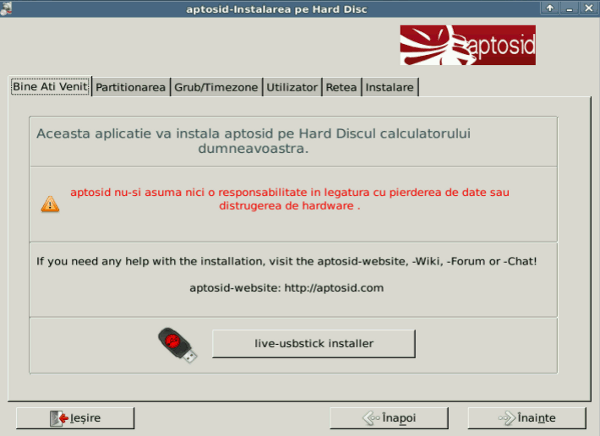 aptosid-Instalarea pe Hard Disc
aptosid
Bine Ati Venit Partitionarea Grub/Timezone Utilizator Retea Instalare
Aceasta aplicatie va instala aptosid pe Hard Discul calculatorului
dumneavoastra.
aptosid nu-si asuma nici o responsabilitate in legatura cu pierderea de date sau
distrugerea de hardware .
If you need any help with the installation, visit the aptosid-website, -Wiki, -Forum or -Chat!
aptosid-website: http://aptosid.com
live-usbstick installer
Ieşire Înapoi Înainte